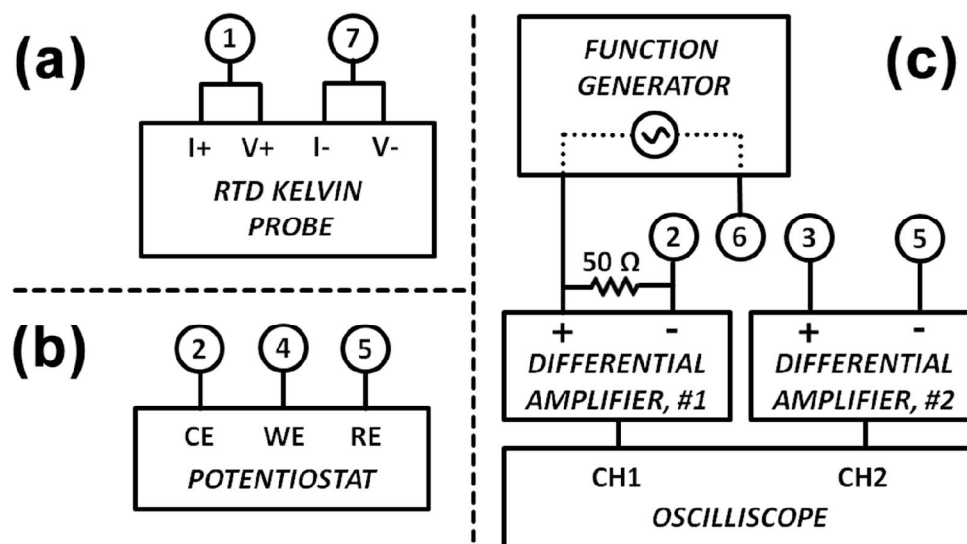 (a)
1 7
I+ V+ I- V-
RTD KELVIN
PROBE
(b)
2 4 5
CE WE RE
POTENTIOSTAT
(c)
FUNCTION
GENERATOR
2 6 3 5
50 Ω
+ -
DIFFERENTIAL
AMPLIFIER, #1
+ -
DIFFERENTIAL
AMPLIFIER, #2
CH1 CH2
OSCILLISCOPE